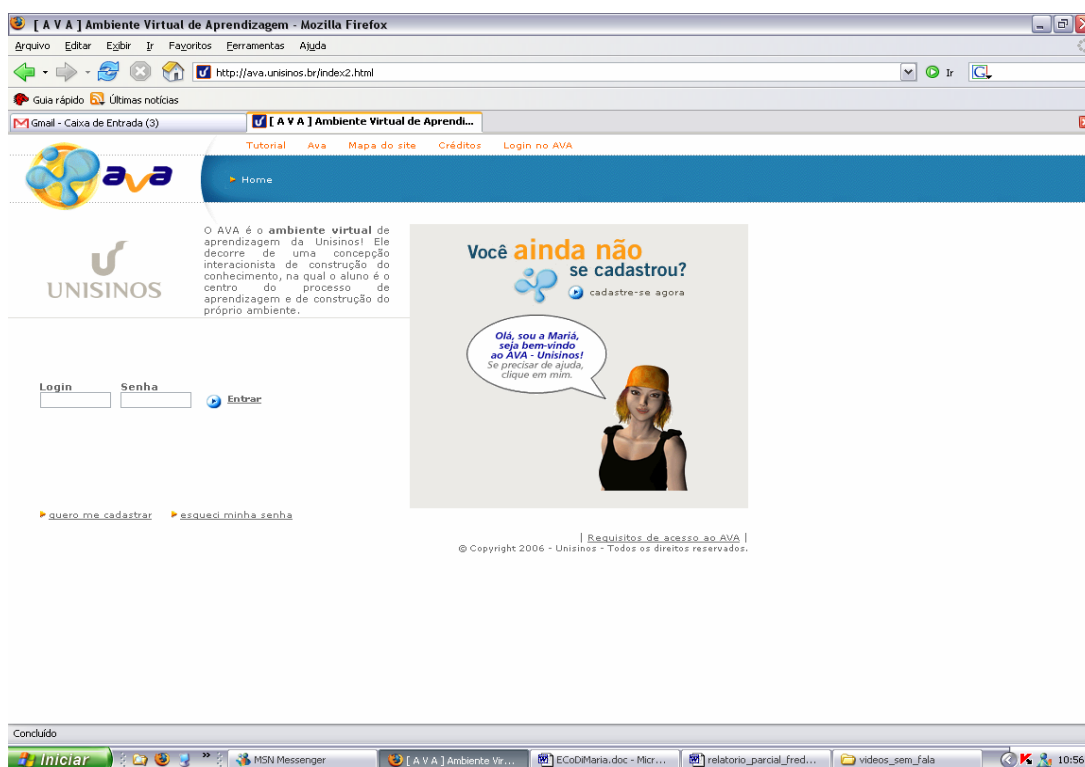 [ A V A ] Ambiente Virtual de Aprendizagem - Mozilla Firefox
Arquivo Editar Exibir Ir Favoritos Ferramentas Ajuda
http://ava.unisinos.br/index2.html
Ir
G
Guia rápido Últimas notícias
Gmail - Caixa de Entrada (3)
[ A V A ] Ambiente Virtual de Aprendi...
Tutorial Ava Mapa do site Créditos Login no AVA
ava
Home
UNISINOS
O AVA é o ambiente virtual de
aprendizagem da Unisinos! Ele
decorre de uma concepção
interacionista de construção do
conhecimento, na qual o aluno é o
centro do processo de
aprendizagem e de construção do
próprio ambiente.
Você ainda não
se cadastrou?
cadastre-se agora
Olá, sou a Mariá,
seja bem-vindo
ao AVA - Unisinos!
Se precisar de ajuda,
clique em mim.
Login Senha
Entrar
quero me cadastrar esqueci minha senha
| Requisitos de acesso ao AVA |
© Copyright 2006 - Unisinos - Todos os direitos reservados.
Concluído
Iniciar
»
MSN Messenger
[ A V A ] Ambiente Vir...
ECoDiMaria.doc - Micr...
relatorio_parcial_fred...
videos_sem_fala
10:56